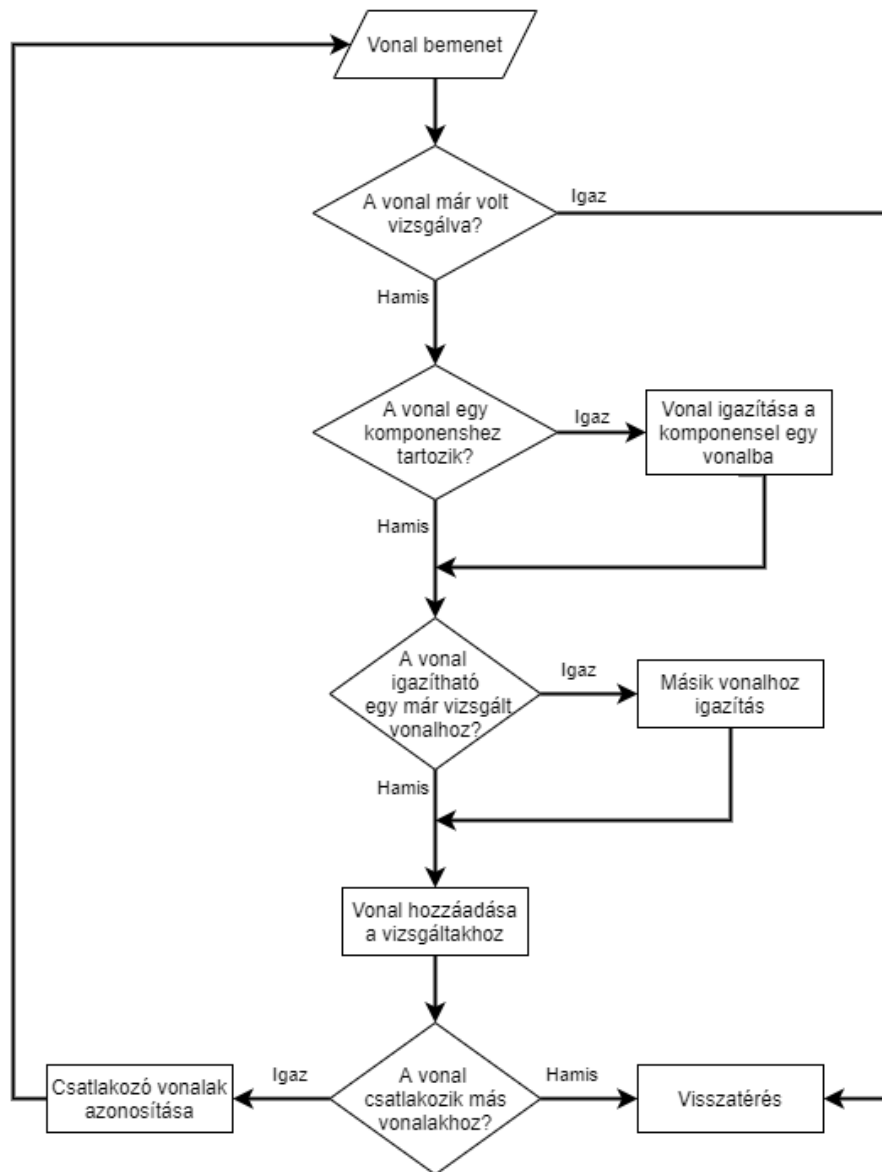 Vonal bemenet
A vonal már volt
vizsgálva?
Igaz
Hamis
A vonal egy
komponenshez
tartozik?
Igaz
Vonal igazítása a
komponensel egy
vonalba
Hamis
A vonal
igazítható
egy már vizsgált
vonalhoz?
Igaz
Másik vonalhoz
igazítás
Hamis
Vonal hozzáadása
a vizsgáltakhoz
Csatlakozó vonalak
azonosítása
Igaz
A vonal
csatlakozik más
vonalakhoz?
Hamis
Visszatérés